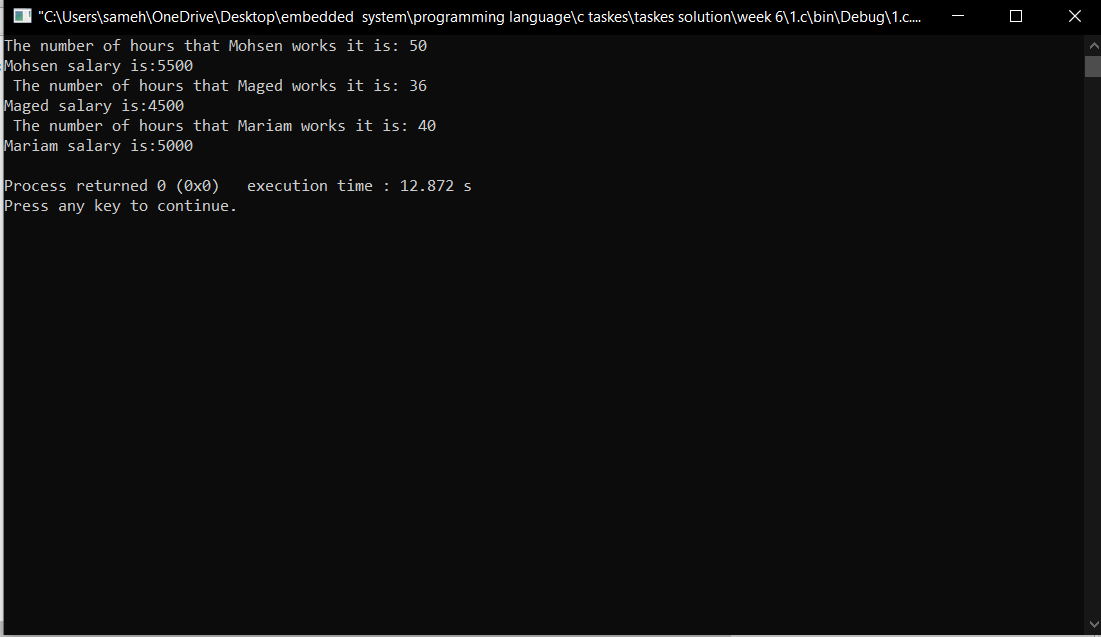 "C:\Users\sameh\OneDrive\Desktop\embedded  system\programming language\c taskes\taskes solution\week 6\1.c\bin\Debug\1.c....
The number of hours that Mohsen works it is: 50
Mohsen salary is:5500
 The number of hours that Maged works it is: 36
Maged salary is:4500
 The number of hours that Mariam works it is: 40
Mariam salary is:5000
Process returned 0 (0x0)   execution time : 12.872 s
Press any key to continue.